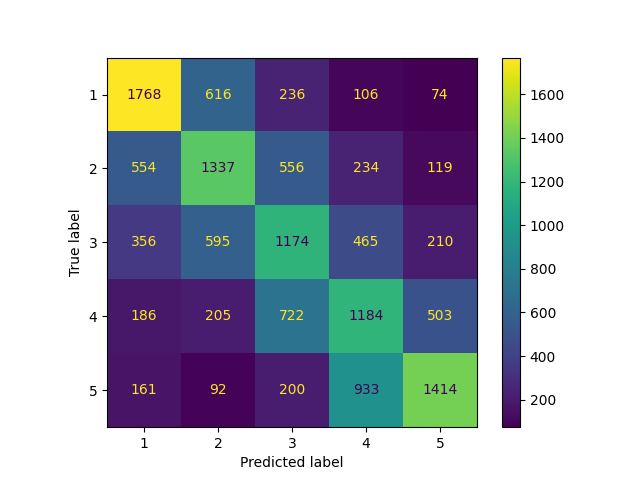 1 1768 616 236 106 74
2 554 1337 556 234 119
3 356 595 1174 465 210
4 186 205 722 1184 503
5 161 92 200 933 1414
1 2 3 4 5
True label
Predicted label
1600
1400
1200
1000
800
600
400
200